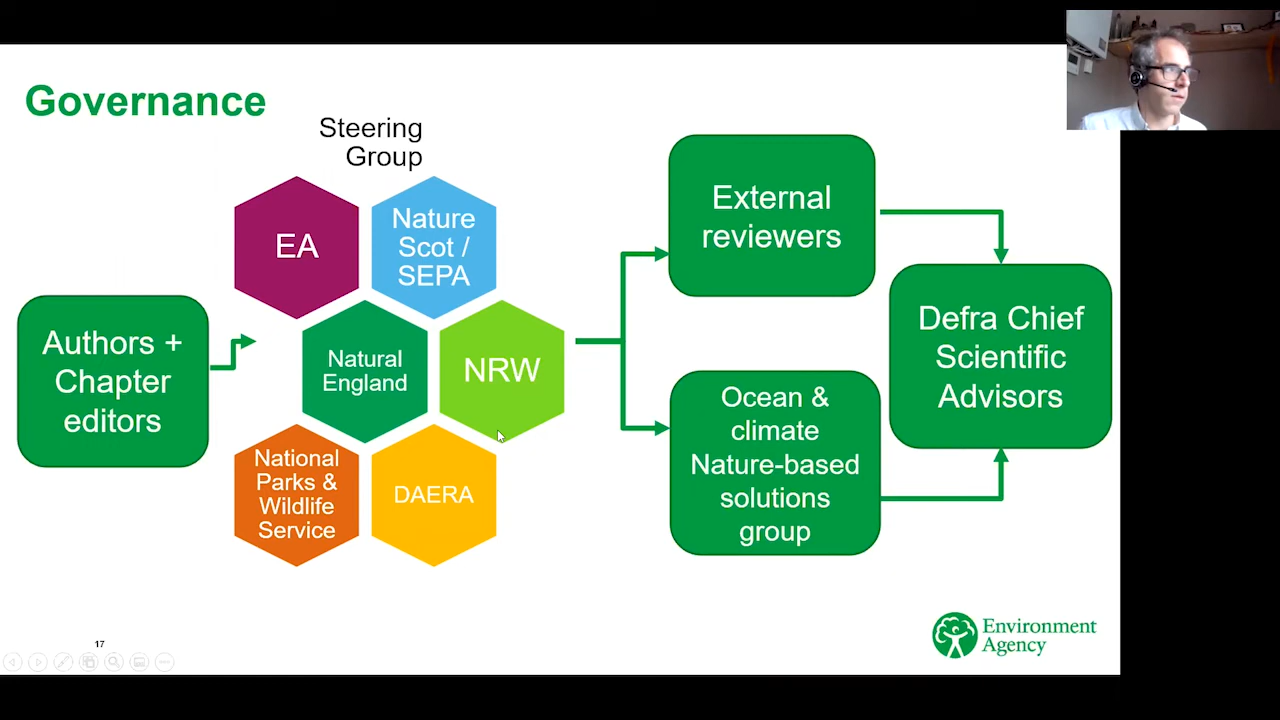 Governance
Steering
Group
EA
Nature
Scot /
SEPA
Authors +
Chapter
editors
Natural
England
NRW
National
Parks &
Wildlife
Service
DAERA
External
reviewers
Ocean &
climate
Nature-based
solutions
group
Defra Chief
Scientific
Advisors
17
Environment
Agency